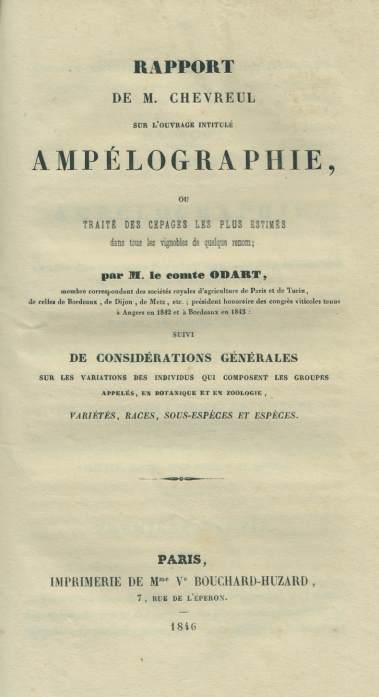 RAPPORT
DE M. CHEVREUL
SUR L'OUVRAGE INTITULÉ
AMPÉLOGRAPHIE,
OU
TRAITÉ DES CEPAGES LES PLUS ESTIMÉS
dans tous les vignobles de quelque renom;
par M. le comte ODART,
membre correspondant des sociétés royales d'agriculture de Paris et de Turin,
de celles de Bordeaux, de Dijon, de Metz, etc.; président honoraire des congrès viticoles tenus
à Angers en 1842 et à Bordeaux en 1843:
SUIVI
DE CONSIDÉRATIONS GÉNÉRALES
SUR LES VARIATIONS DES INDIVIDUS QUI COMPOSENT LES GROUPES
APPELÉS, EN BOTANIQUE ET EN ZOOLOGIE,
VARIÉTÉS, RACES, SOUS-ESPÈCES ET ESPÈCES.
PARIS,
IMPRIMERIE DE Mme Ve BOUCHARD-HUZARD,
7, RUE DE L'ÉPERON.
1846